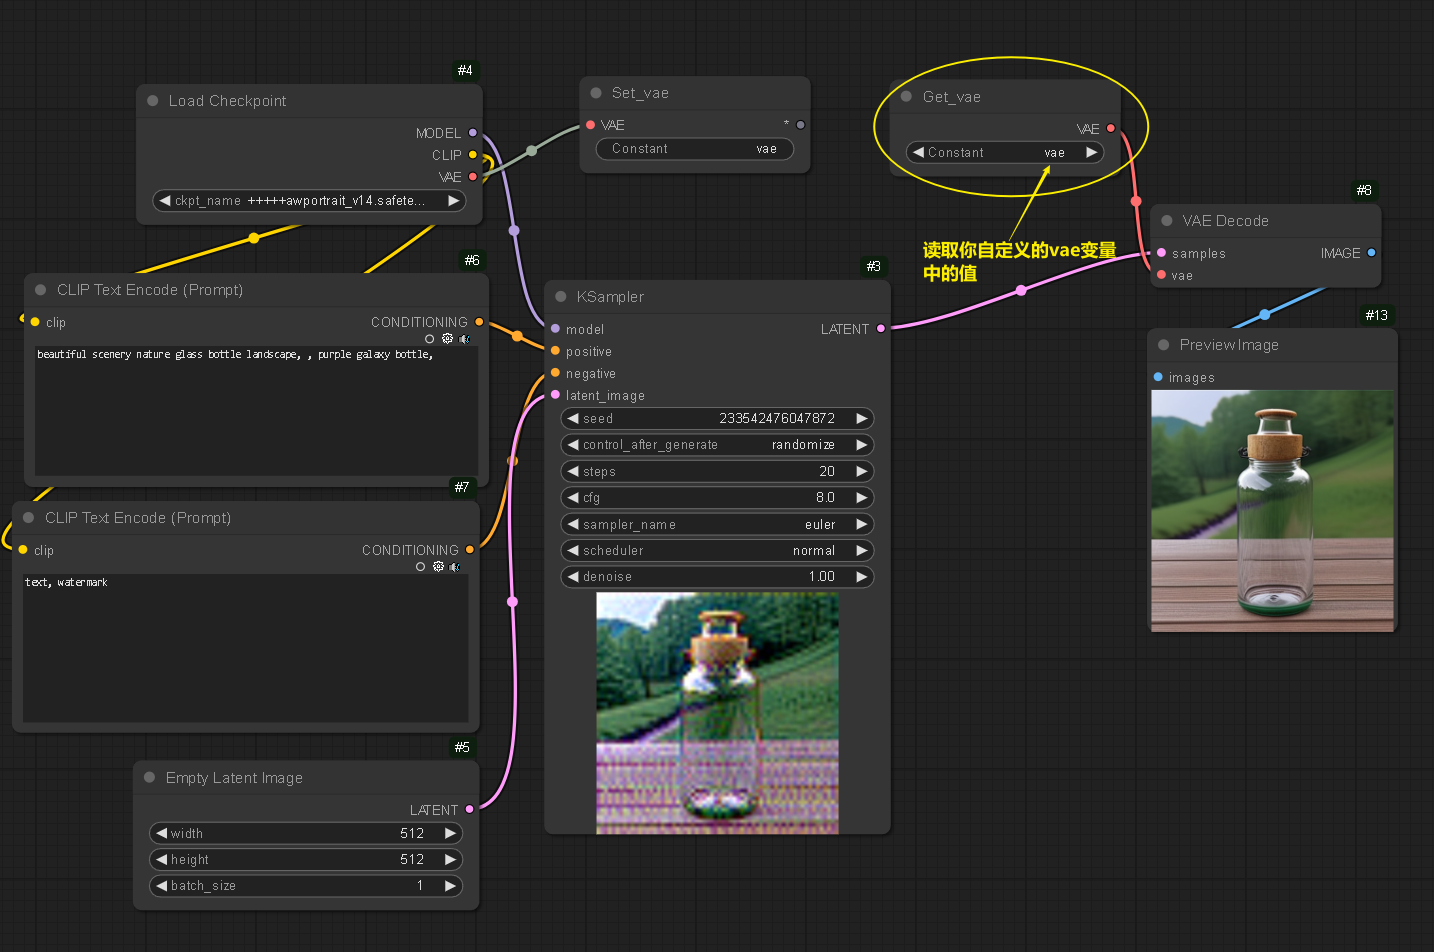 #4
Load Checkpoint
MODEL
CLIP
VAE
ckpt_name +++++awportrait_v14.safete...
Set_vae
VAE *
Constant vae
Get_vae
VAE
Constant vae
读取你自定义的vae变量
中的值
#8
VAE Decode
samples IMAGE
vae
#6
CLIP Text Encode (Prompt)
clip CONDITIONING
beautiful scenery nature glass bottle landscape, , purple galaxy bottle,
#7
CLIP Text Encode (Prompt)
clip CONDITIONING
text, watermark
#5
Empty Latent Image
LATENT
width 512
height 512
batch_size 1
#3
KSampler
model LATENT
positive
negative
latent_image
seed 233542476047872
control_after_generate randomize
steps 20
cfg 8.0
sampler_name euler
scheduler normal
denoise 1.00
#13
Preview Image
images